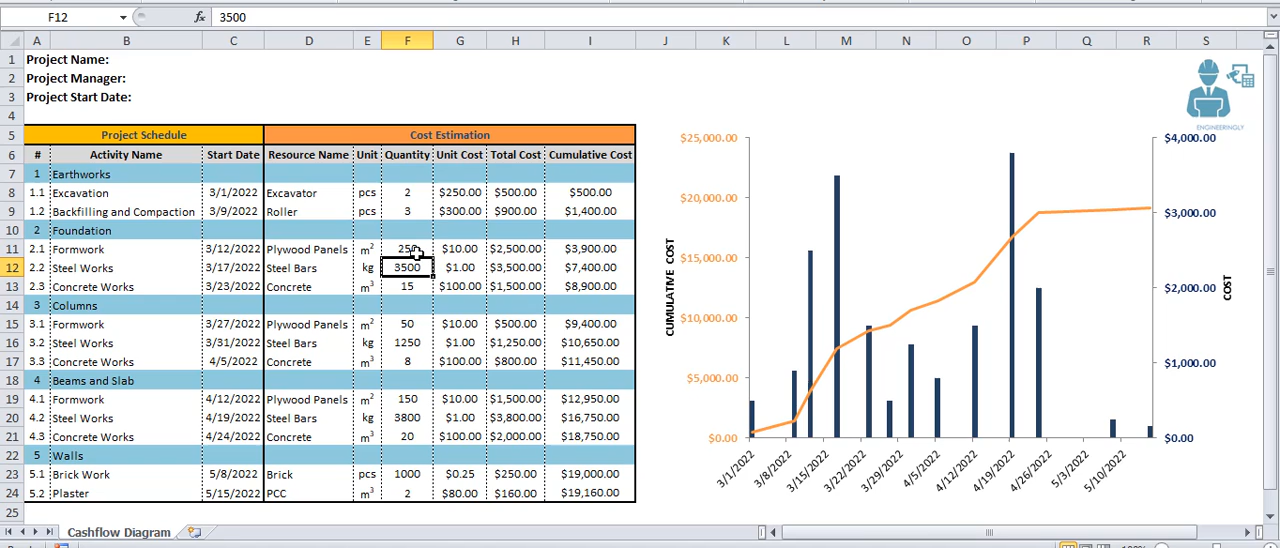 F12 fx 3500
A B C D E F G H I J K L M N O P Q R S
1 Project Name:
2 Project Manager:
3 Project Start Date:
4
ENGINEERINGLY
5 Project Schedule Cost Estimation
6 # Activity Name Start Date Resource Name Unit Quantity Unit Cost Total Cost Cumulative Cost
7 1 Earthworks
8 1.1 Excavation 3/1/2022 Excavator pcs 2 $250.00 $500.00 $500.00
9 1.2 Backfilling and Compaction 3/9/2022 Roller pcs 3 $300.00 $900.00 $1,400.00
10 2 Foundation
11 2.1 Formwork 3/12/2022 Plywood Panels m² 250 $10.00 $2,500.00 $3,900.00
12 2.2 Steel Works 3/17/2022 Steel Bars kg 3500 $1.00 $3,500.00 $7,400.00
13 2.3 Concrete Works 3/23/2022 Concrete m³ 15 $100.00 $1,500.00 $8,900.00
14 3 Columns
15 3.1 Formwork 3/27/2022 Plywood Panels m² 50 $10.00 $500.00 $9,400.00
16 3.2 Steel Works 3/31/2022 Steel Bars kg 1250 $1.00 $1,250.00 $10,650.00
17 3.3 Concrete Works 4/5/2022 Concrete m³ 8 $100.00 $800.00 $11,450.00
18 4 Beams and Slab
19 4.1 Formwork 4/12/2022 Plywood Panels m² 150 $10.00 $1,500.00 $12,950.00
20 4.2 Steel Works 4/19/2022 Steel Bars kg 3800 $1.00 $3,800.00 $16,750.00
21 4.3 Concrete Works 4/24/2022 Concrete m³ 20 $100.00 $2,000.00 $18,750.00
22 5 Walls
23 5.1 Brick Work 5/8/2022 Brick pcs 1000 $0.25 $250.00 $19,000.00
24 5.2 Plaster 5/15/2022 PCC m³ 2 $80.00 $160.00 $19,160.00
25
CUMULATIVE COST
$25,000.00
$20,000.00
$15,000.00
$10,000.00
$5,000.00
$0.00
$4,000.00
$3,000.00
$2,000.00
$1,000.00
$0.00
COST
3/1/2022 3/8/2022 3/15/2022 3/22/2022 3/29/2022 4/5/2022 4/12/2022 4/19/2022 4/26/2022 5/3/2022 5/10/2022
Cashflow Diagram